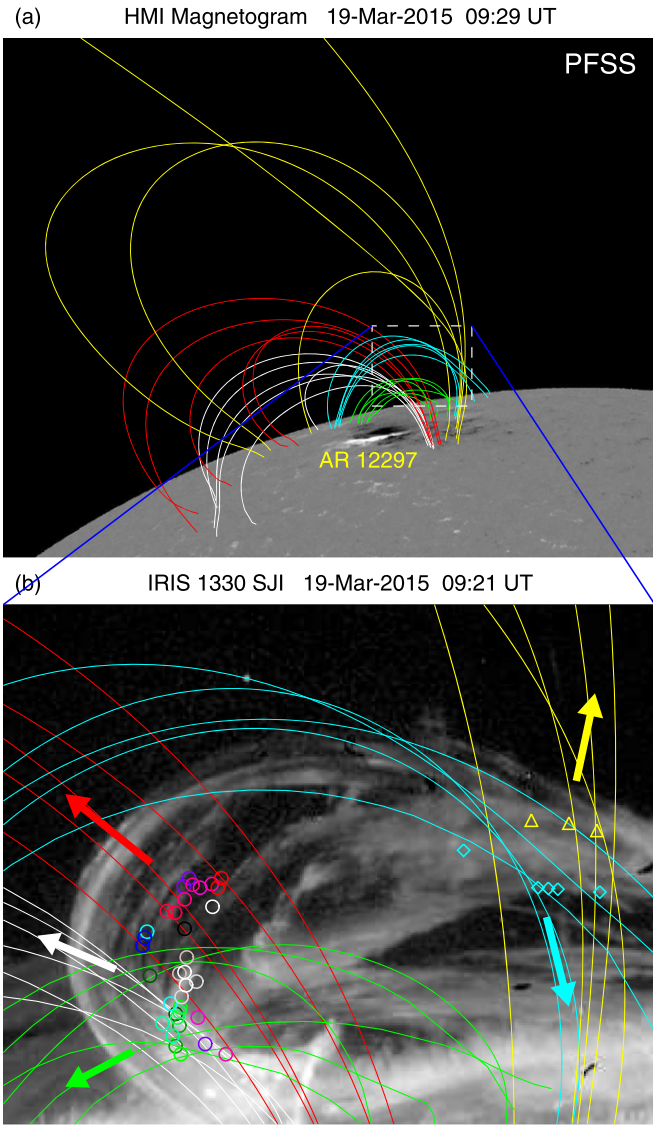 (a) HMI Magnetogram 19-Mar-2015 09:29 UT
PFSS
AR 12297
(b) IRIS 1330 SJI 19-Mar-2015 09:21 UT